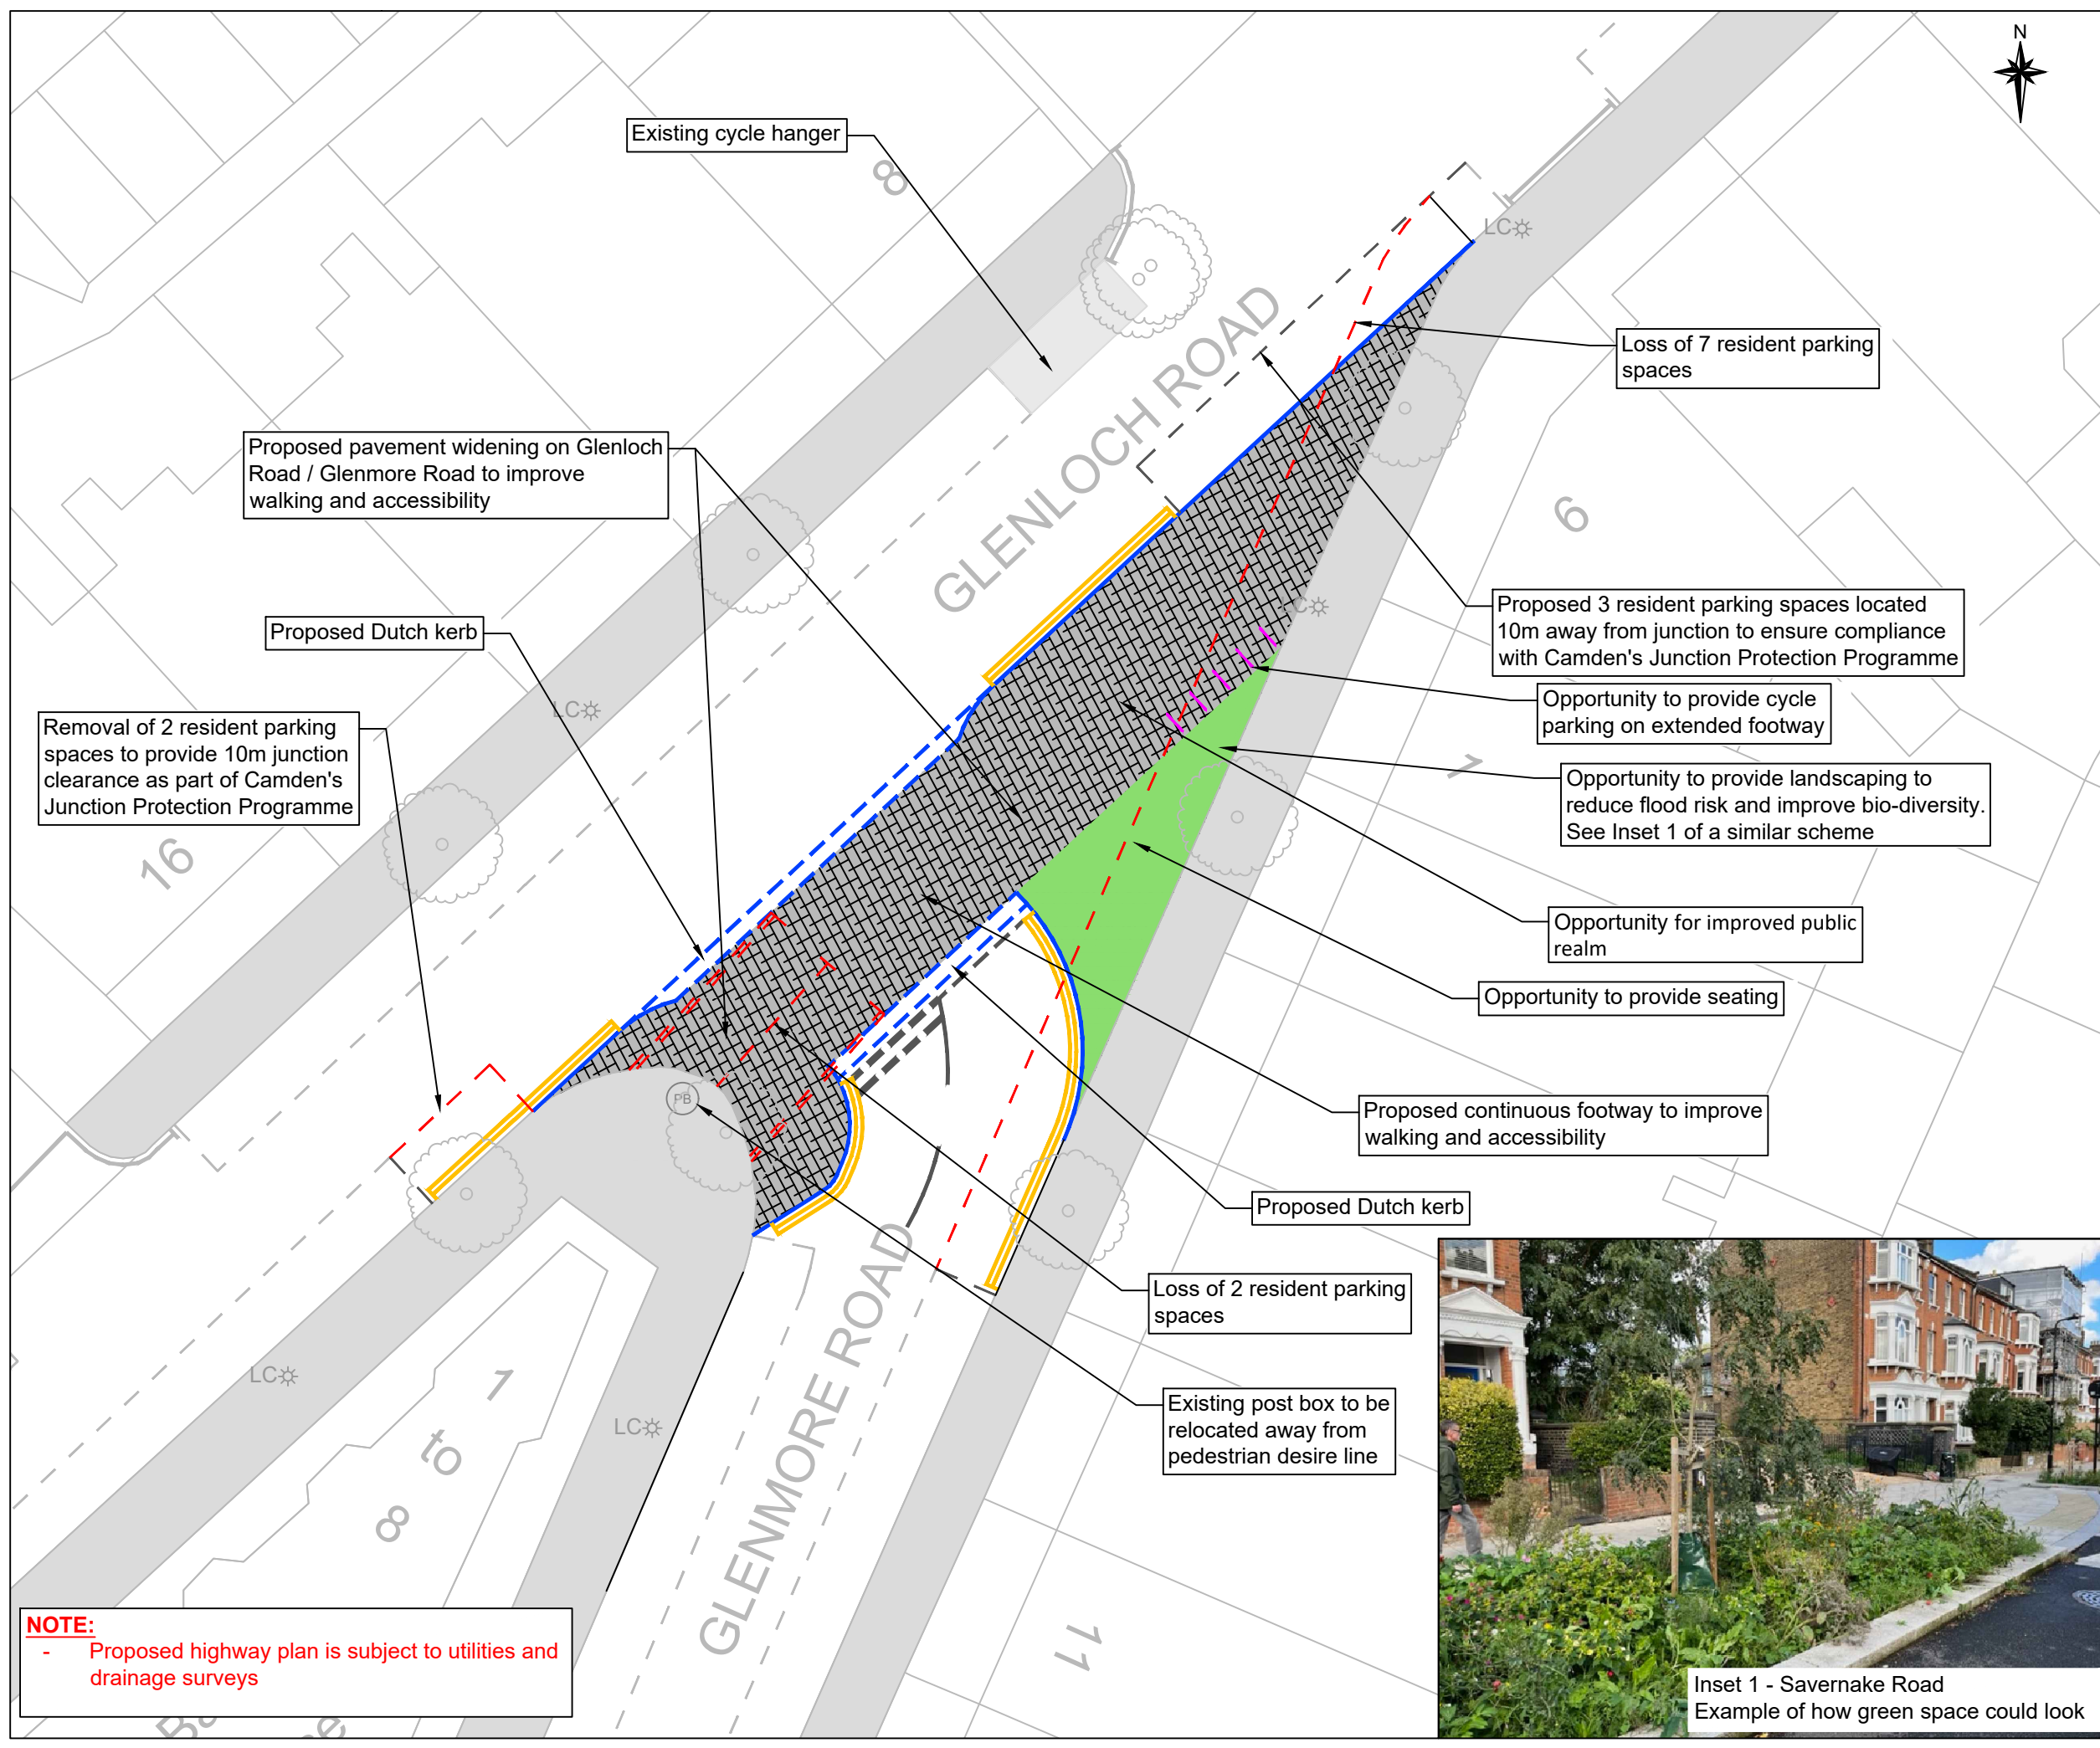 N
Existing cycle hanger
8
LC
GLENLOCH ROAD
Loss of 7 resident parking
spaces
Proposed pavement widening on Glenloch
Road / Glenmore Road to improve
walking and accessibility
6
Proposed 3 resident parking spaces located
10m away from junction to ensure compliance
with Camden's Junction Protection Programme
LC
Proposed Dutch kerb
Opportunity to provide cycle
parking on extended footway
LC
Removal of 2 resident parking
spaces to provide 10m junction
clearance as part of Camden's
Junction Protection Programme
1
Opportunity to provide landscaping to
reduce flood risk and improve bio-diversity.
See Inset 1 of a similar scheme
16
Opportunity for improved public
realm
Opportunity to provide seating
PB
Proposed continuous footway to improve
walking and accessibility
Proposed Dutch kerb
Loss of 2 resident parking
spaces
LC
1
to
8
LC
GLENMORE ROAD
Existing post box to be
relocated away from
pedestrian desire line
11
NOTE:
- Proposed highway plan is subject to utilities and
drainage surveys
Inset 1 - Savernake Road
Example of how green space could look